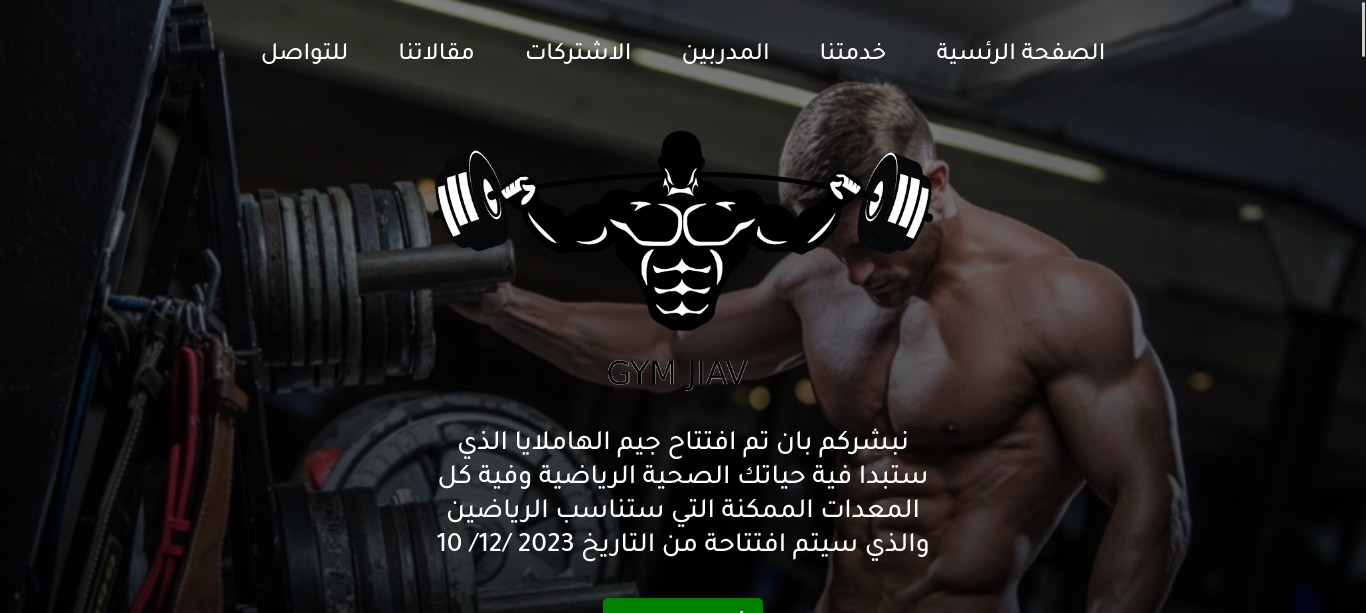 الصفحة الرئسية
خدمتنا
المدربين
الاشتركات
مقالاتنا
للتواصل
GYM JIAV
نبشركم بان تم افتتاح جيم الهاملايا الذي
ستبدا فية حياتك الصحية الرياضية وفية كل
المعدات الممكنة التي ستناسب الرياضين
والذي سيتم افتتاحة من التاريخ 2023 /12/ 10